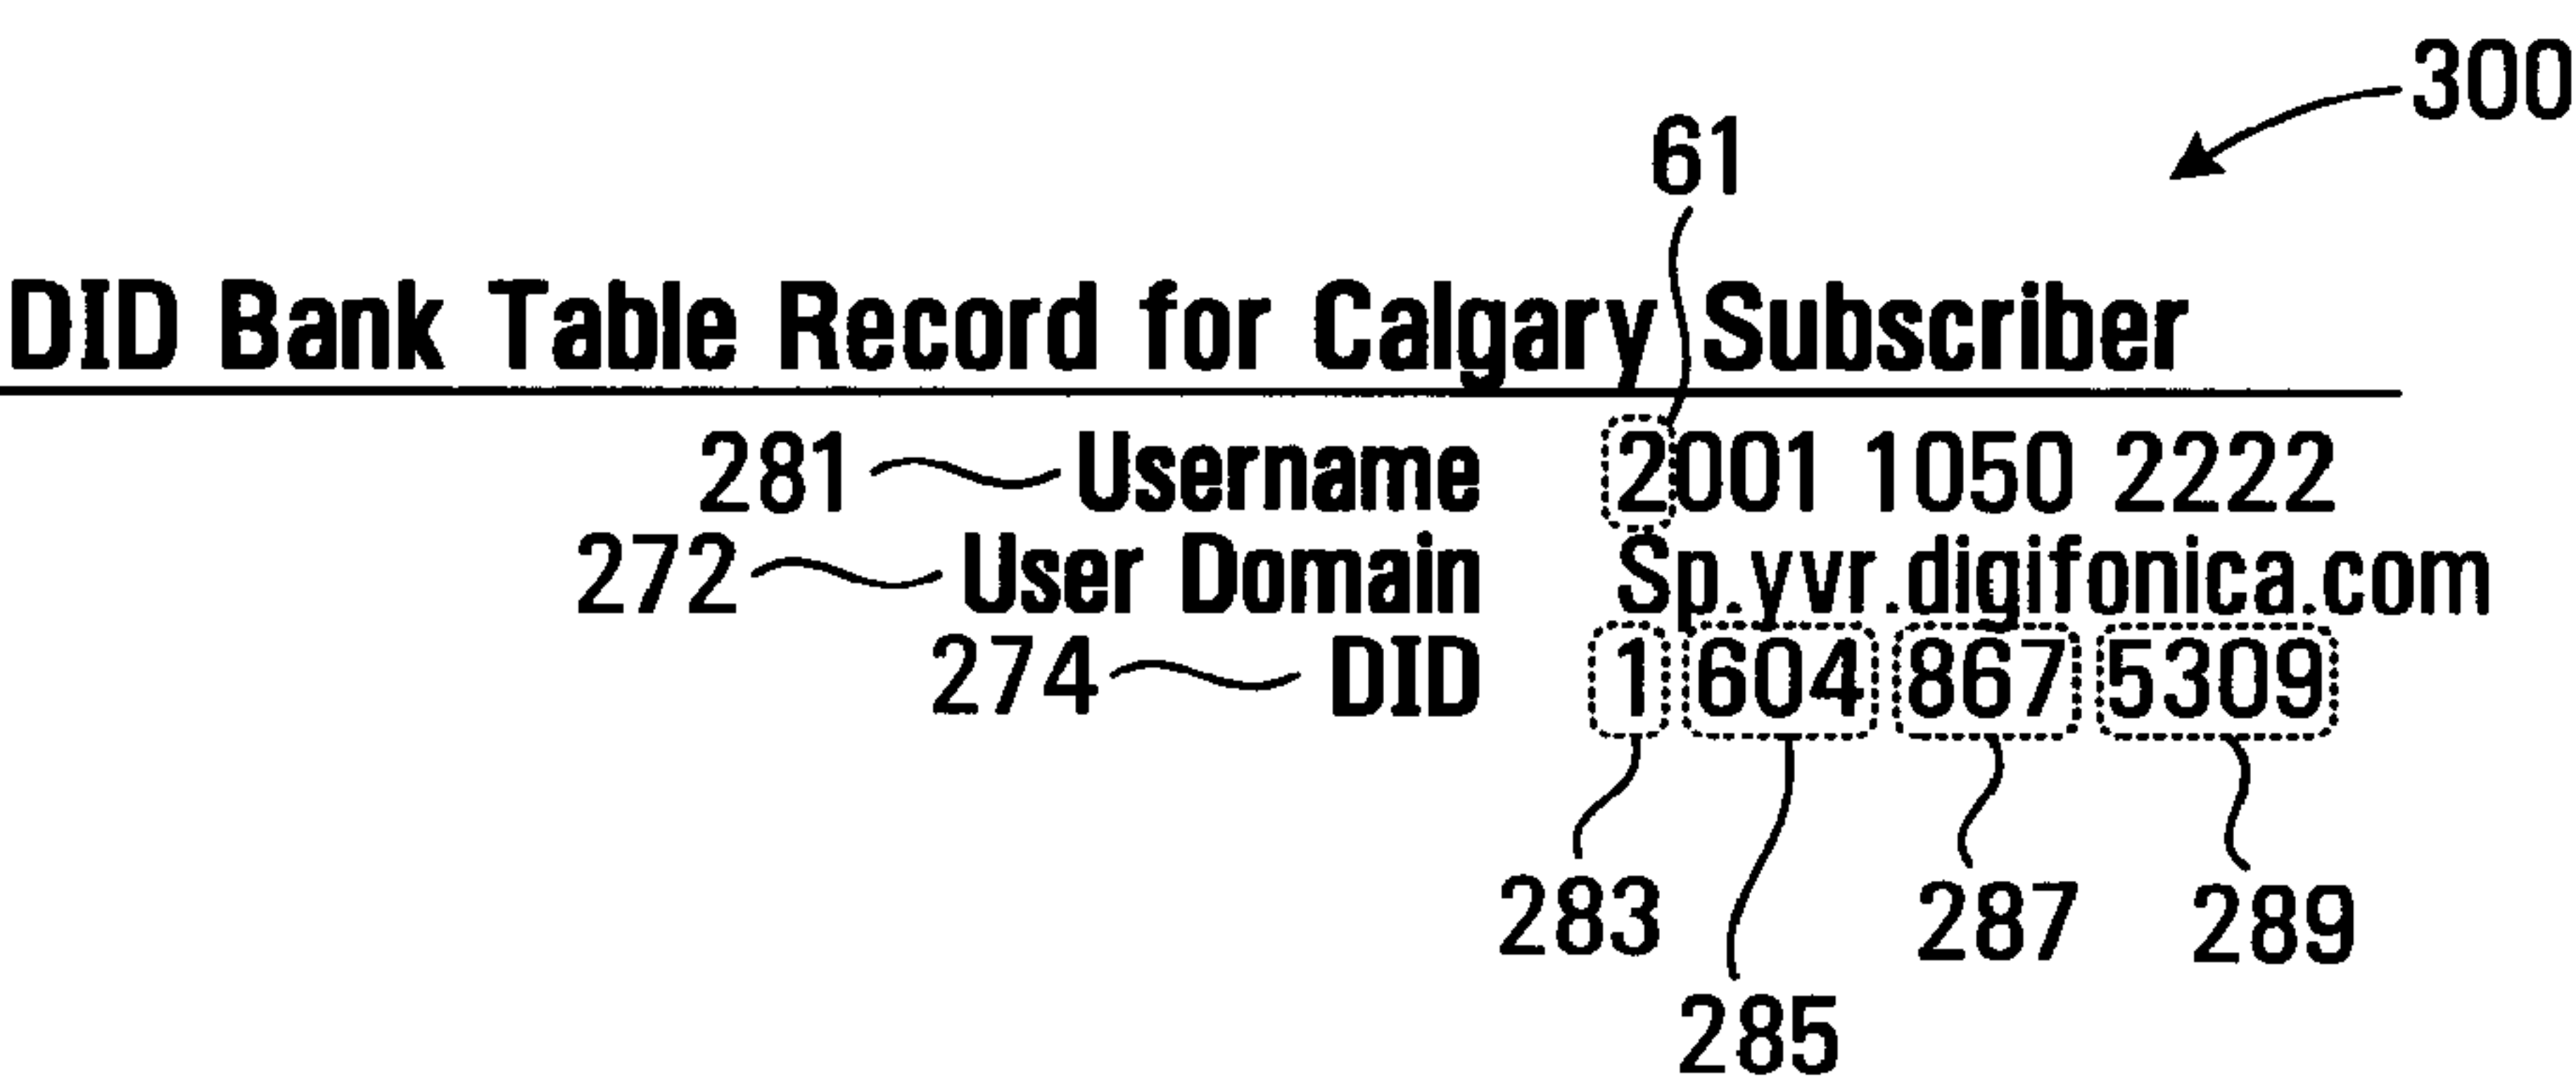 300
61
DID Bank Table Record for Calgary Subscriber
281 Username 2001 1050 2222
272 User Domain Sp.yvr.digifonica.com
274 DID 1 604 867 5309
283 287 289
285